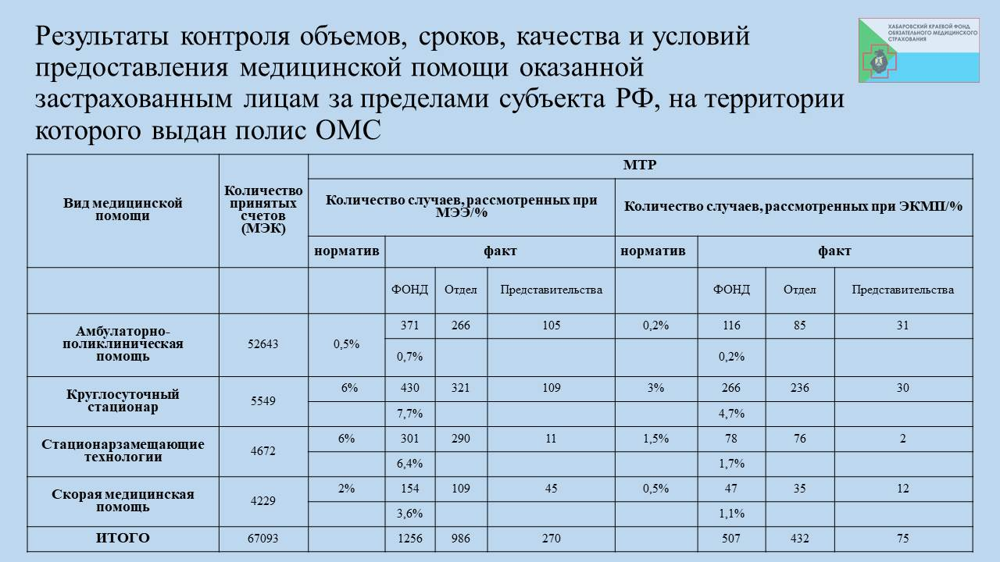 Результаты контроля объемов, сроков, качества и условий
предоставления медицинской помощи оказанной
застрахованным лицам за пределами субъекта РФ, на территории
которого выдан полис ОМС
ХАБАРОВСКИЙ КРАЕВОЙ ФОНД
ОБЯЗАТЕЛЬНОГО МЕДИЦИНСКОГО
СТРАХОВАНИЯ
Вид медицинской
помощи
Количество
принятых
счетов
(МЭК)
МТР
Количество случаев, рассмотренных при
МЭЭ/%
Количество случаев, рассмотренных при ЭКМП/%
норматив факт норматив факт
ФОНД Отдел Представительства ФОНД Отдел Представительства
Амбулаторно-
поликлиническая
помощь
52643 0,5% 371 266 105 0,2% 116 85 31
0,7% 0,2%
Круглосуточный
стационар
5549 6% 430 321 109 3% 266 236 30
7,7% 4,7%
Стационарзамещающие
технологии
4672 6% 301 290 11 1,5% 78 76 2
6,4% 1,7%
Скорая медицинская
помощь
4229 2% 154 109 45 0,5% 47 35 12
3,6% 1,1%
ИТОГО 67093 1256 986 270 507 432 75